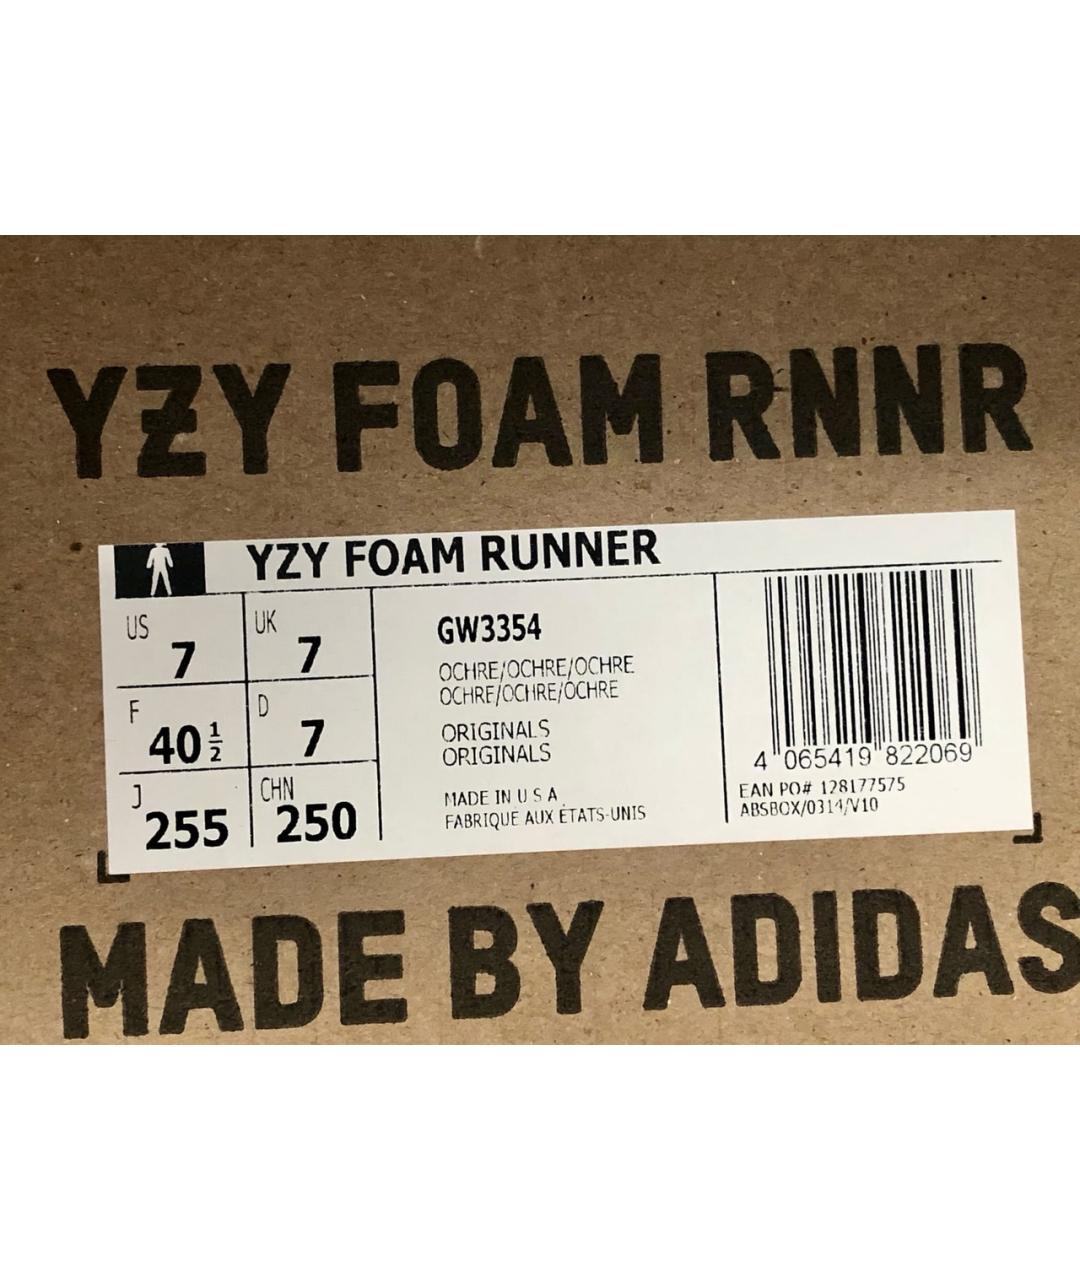 YZY FOAM RNNR
YZY FOAM RUNNER
US 7 UK 7
F 40 1/2 D 7
J 255 CHN 250
GW3354
OCHRE/OCHRE/OCHRE
OCHRE/OCHRE/OCHRE
ORIGINALS
ORIGINALS
MADE IN U S A
FABRIQUÉ AUX ÉTATS-UNIS
4 065419 822069
EAN PO# 128177575
ABSBOX/0314/V10
MADE BY ADIDAS